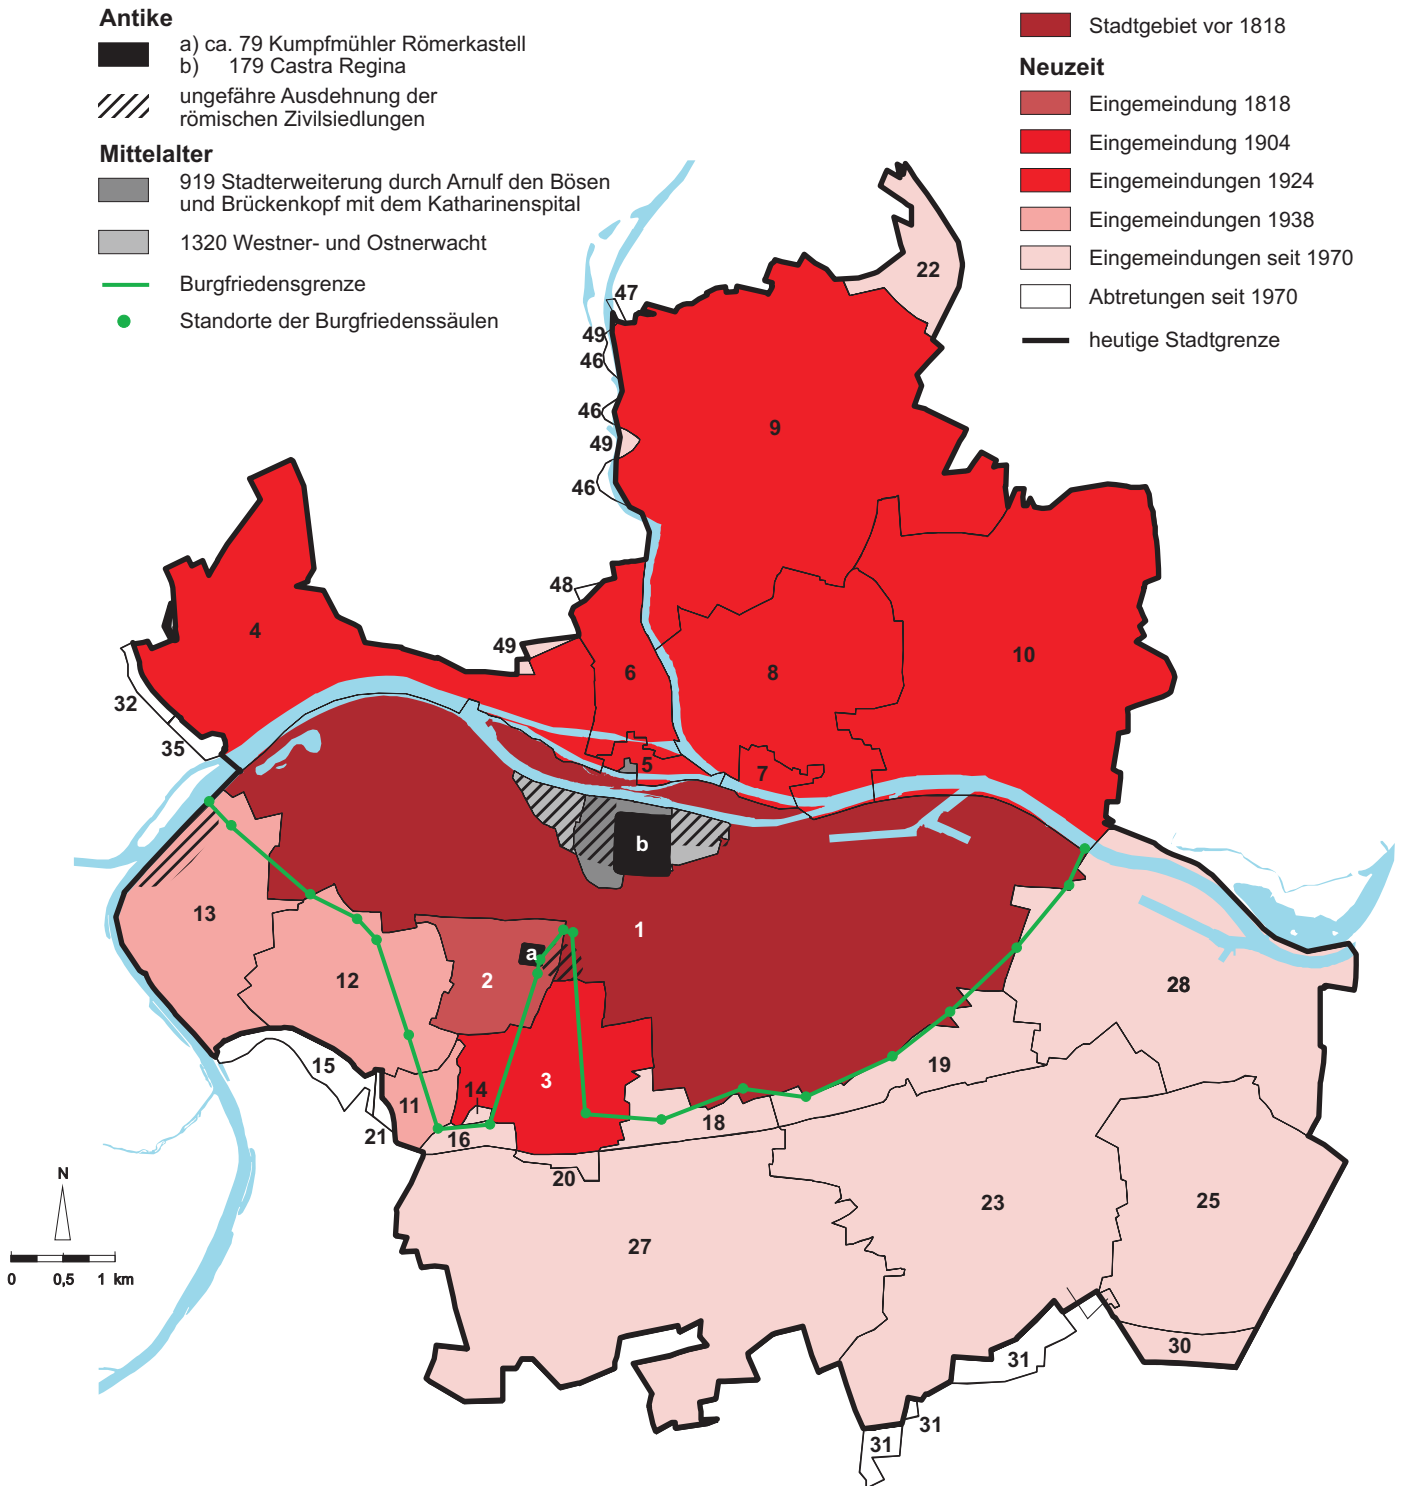 Antike
a) ca. 79 Kumpfmühler Römerkastell
b) 179 Castra Regina
ungefähre Ausdehnung der
römischen Zivilsiedlungen
Mittelalter
919 Stadterweiterung durch Arnulf den Bösen
und Brückenkopf mit dem Katharinenspital
1320 Westner- und Ostnerwacht
Burgfriedensgrenze
Standorte der Burgfriedenssäulen
Stadtgebiet vor 1818
Neuzeit
Eingemeindung 1818
Eingemeindung 1904
Eingemeindungen 1924
Eingemeindungen 1938
Eingemeindungen seit 1970
Abtretungen seit 1970
heutige Stadtgrenze
22
47
49
46
46
49
46
9
48
49
4
6
8
10
32
35
5
7
b
13
1
a
12
2
28
15
14
3
19
11
21
16
18
20
23
25
27
30
31
31
31
N
0 0,5 1 km